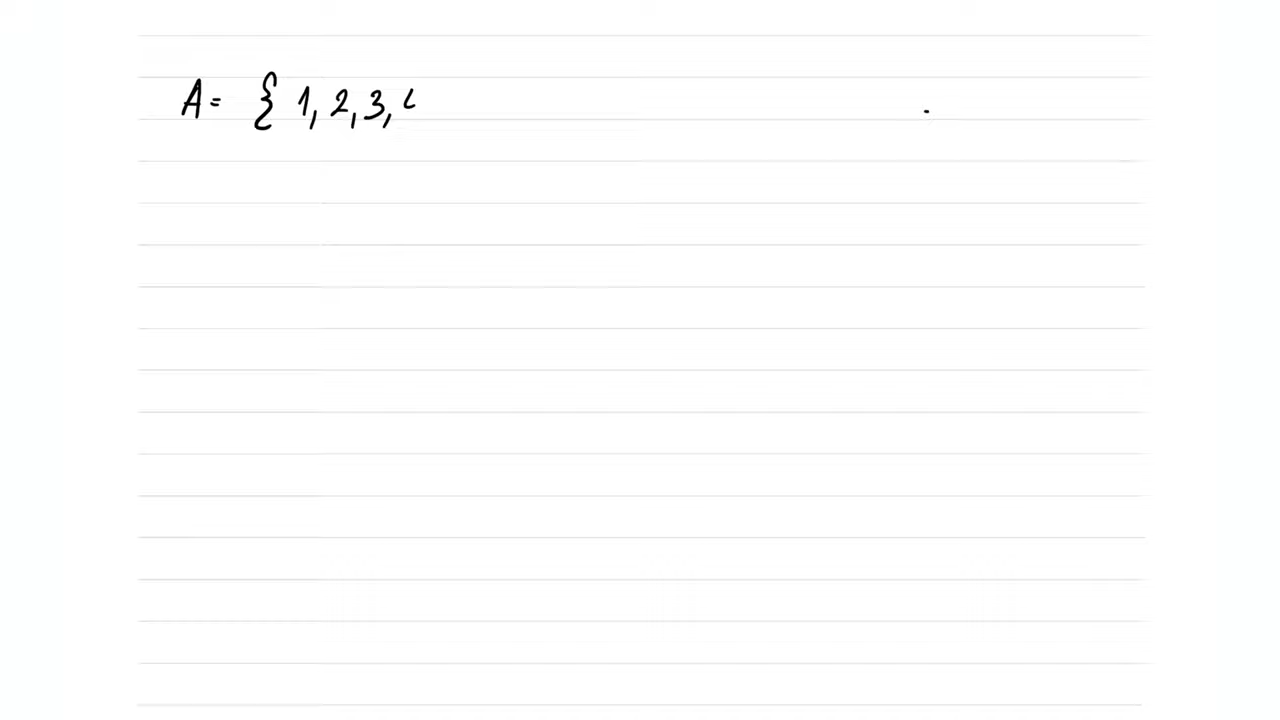 A = { 1, 2, 3,